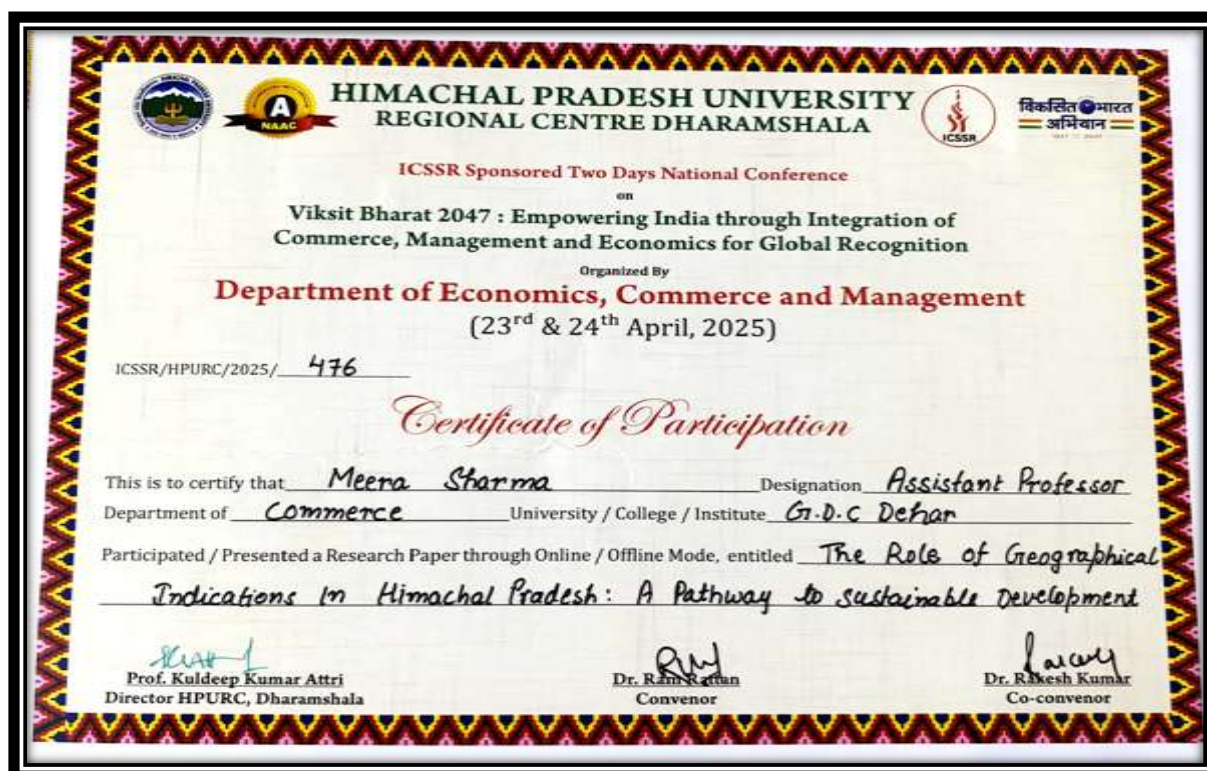 HIMACHAL PRADESH UNIVERSITY
REGIONAL CENTRE DHARAMSHALA
A
NAAC
ICSSR
विकसित भारत
अभियान
ICSSR Sponsored Two Days National Conference
on
Viksit Bharat 2047 : Empowering India through Integration of
Commerce, Management and Economics for Global Recognition
Organized By
Department of Economics, Commerce and Management
(23rd & 24th April, 2025)
ICSSR/HPURC/2025/ 476
Certificate of Participation
This is to certify that Meera Sharma Designation Assistant Professor
Department of Commerce University / College / Institute G.D.C Dehar
Participated / Presented a Research Paper through Online / Offline Mode, entitled The Role of Geographical
Indications In Himachal Pradesh: A Pathway to sustainable Development
Prof. Kuldeep Kumar Attri Dr. Ram Rattan Dr. Rakesh Kumar
Director HPURC, Dharamshala Convenor Co-convenor